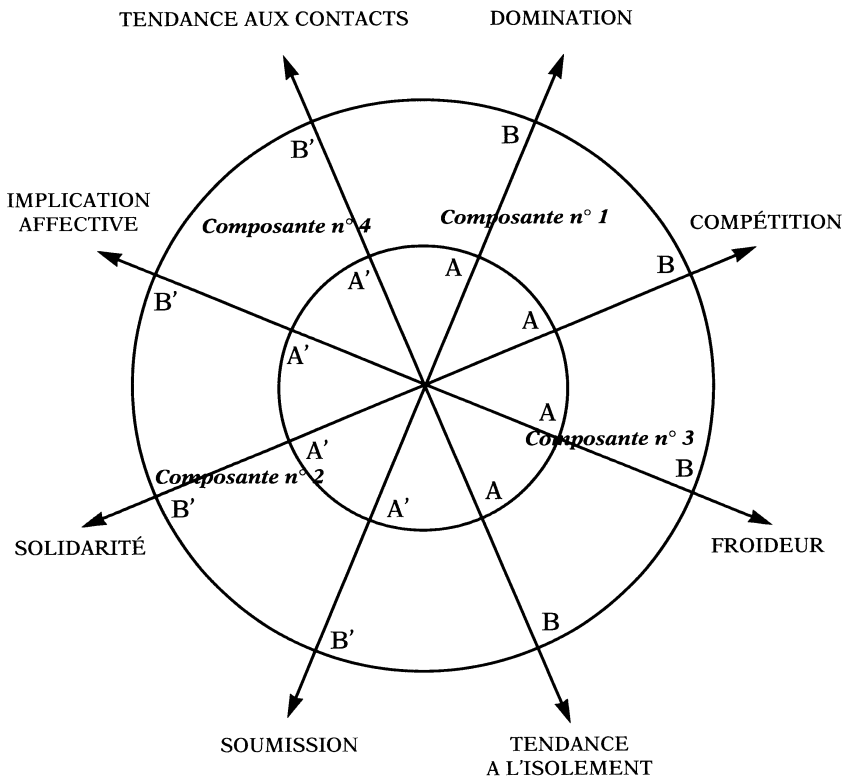 TENDANCE AUX CONTACTS
DOMINATION
B
B’
IMPLICATION
AFFECTIVE
Composante n° 4
Composante n° 1
COMPÉTITION
B
A
A’
B’
A
A’
A
Composante n° 3
A’
B
Composante n° 2
A
B’
A’
SOLIDARITÉ
FROIDEUR
B
B’
SOUMISSION
TENDANCE
A L’ISOLEMENT